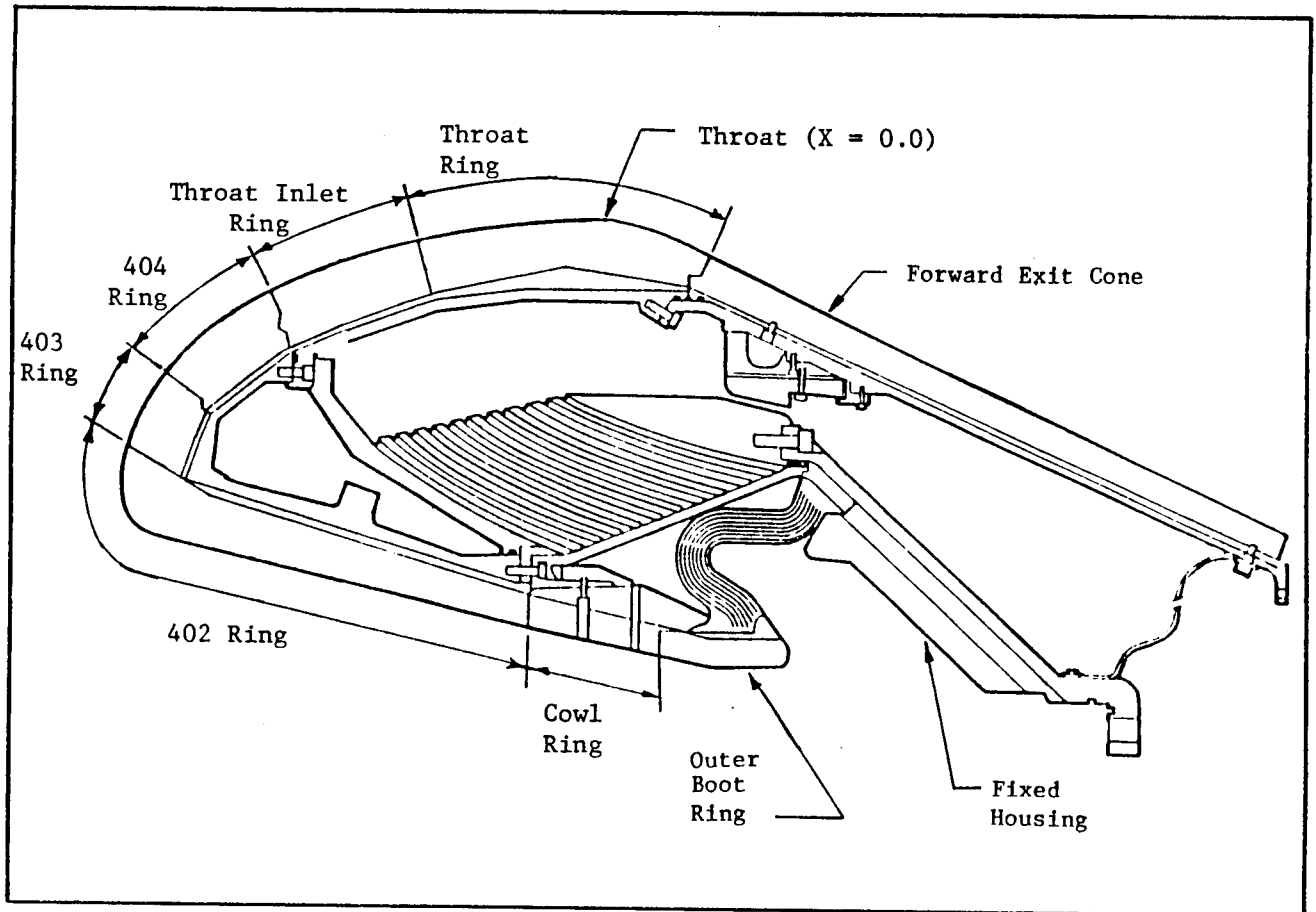 Throat
Ring
Throat (X = 0.0)
Throat Inlet
Ring
404
Ring
Forward Exit Cone
403
Ring
402 Ring
Cowl
Ring
Outer
Boot
Ring
Fixed
Housing